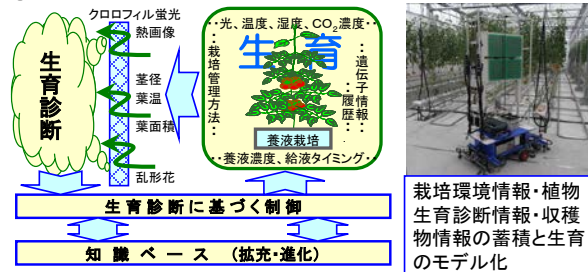 クロロフィル蛍光
熱画像
茎径
葉温
葉面積
乱形花
生育診断
・・光、温度、湿度、CO₂濃度・・
・・栽培管理方法・・
生育
・・遺伝子情報・・
履歴
養液栽培
・・養液濃度、給液タイミング・・
生育診断に基づく制御
知識ベース (拡充・進化)
栽培環境情報・植物
生育診断情報・収穫
物情報の蓄積と生育
のモデル化